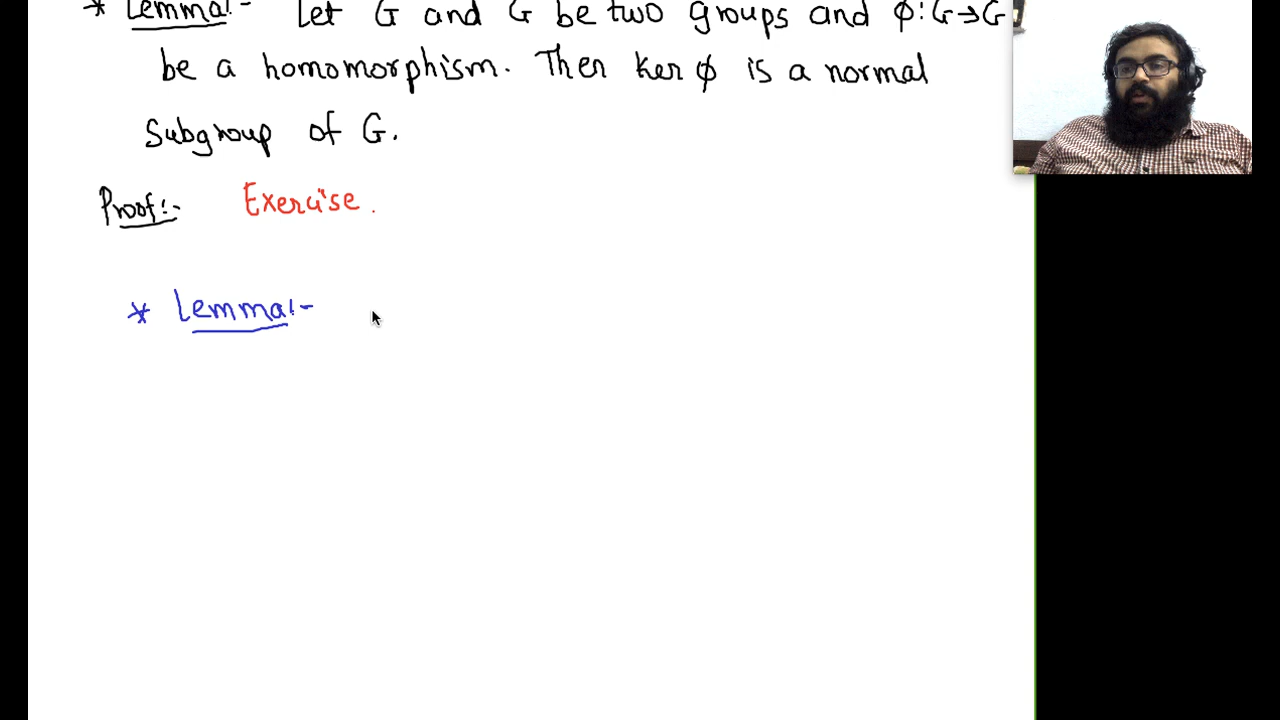 * Lemma:- Let G and G be two groups and φ:G→G
be a homomorphism. Then ker φ is a normal
Subgroup of G.
Proof:- Exercise.
* Lemma:-